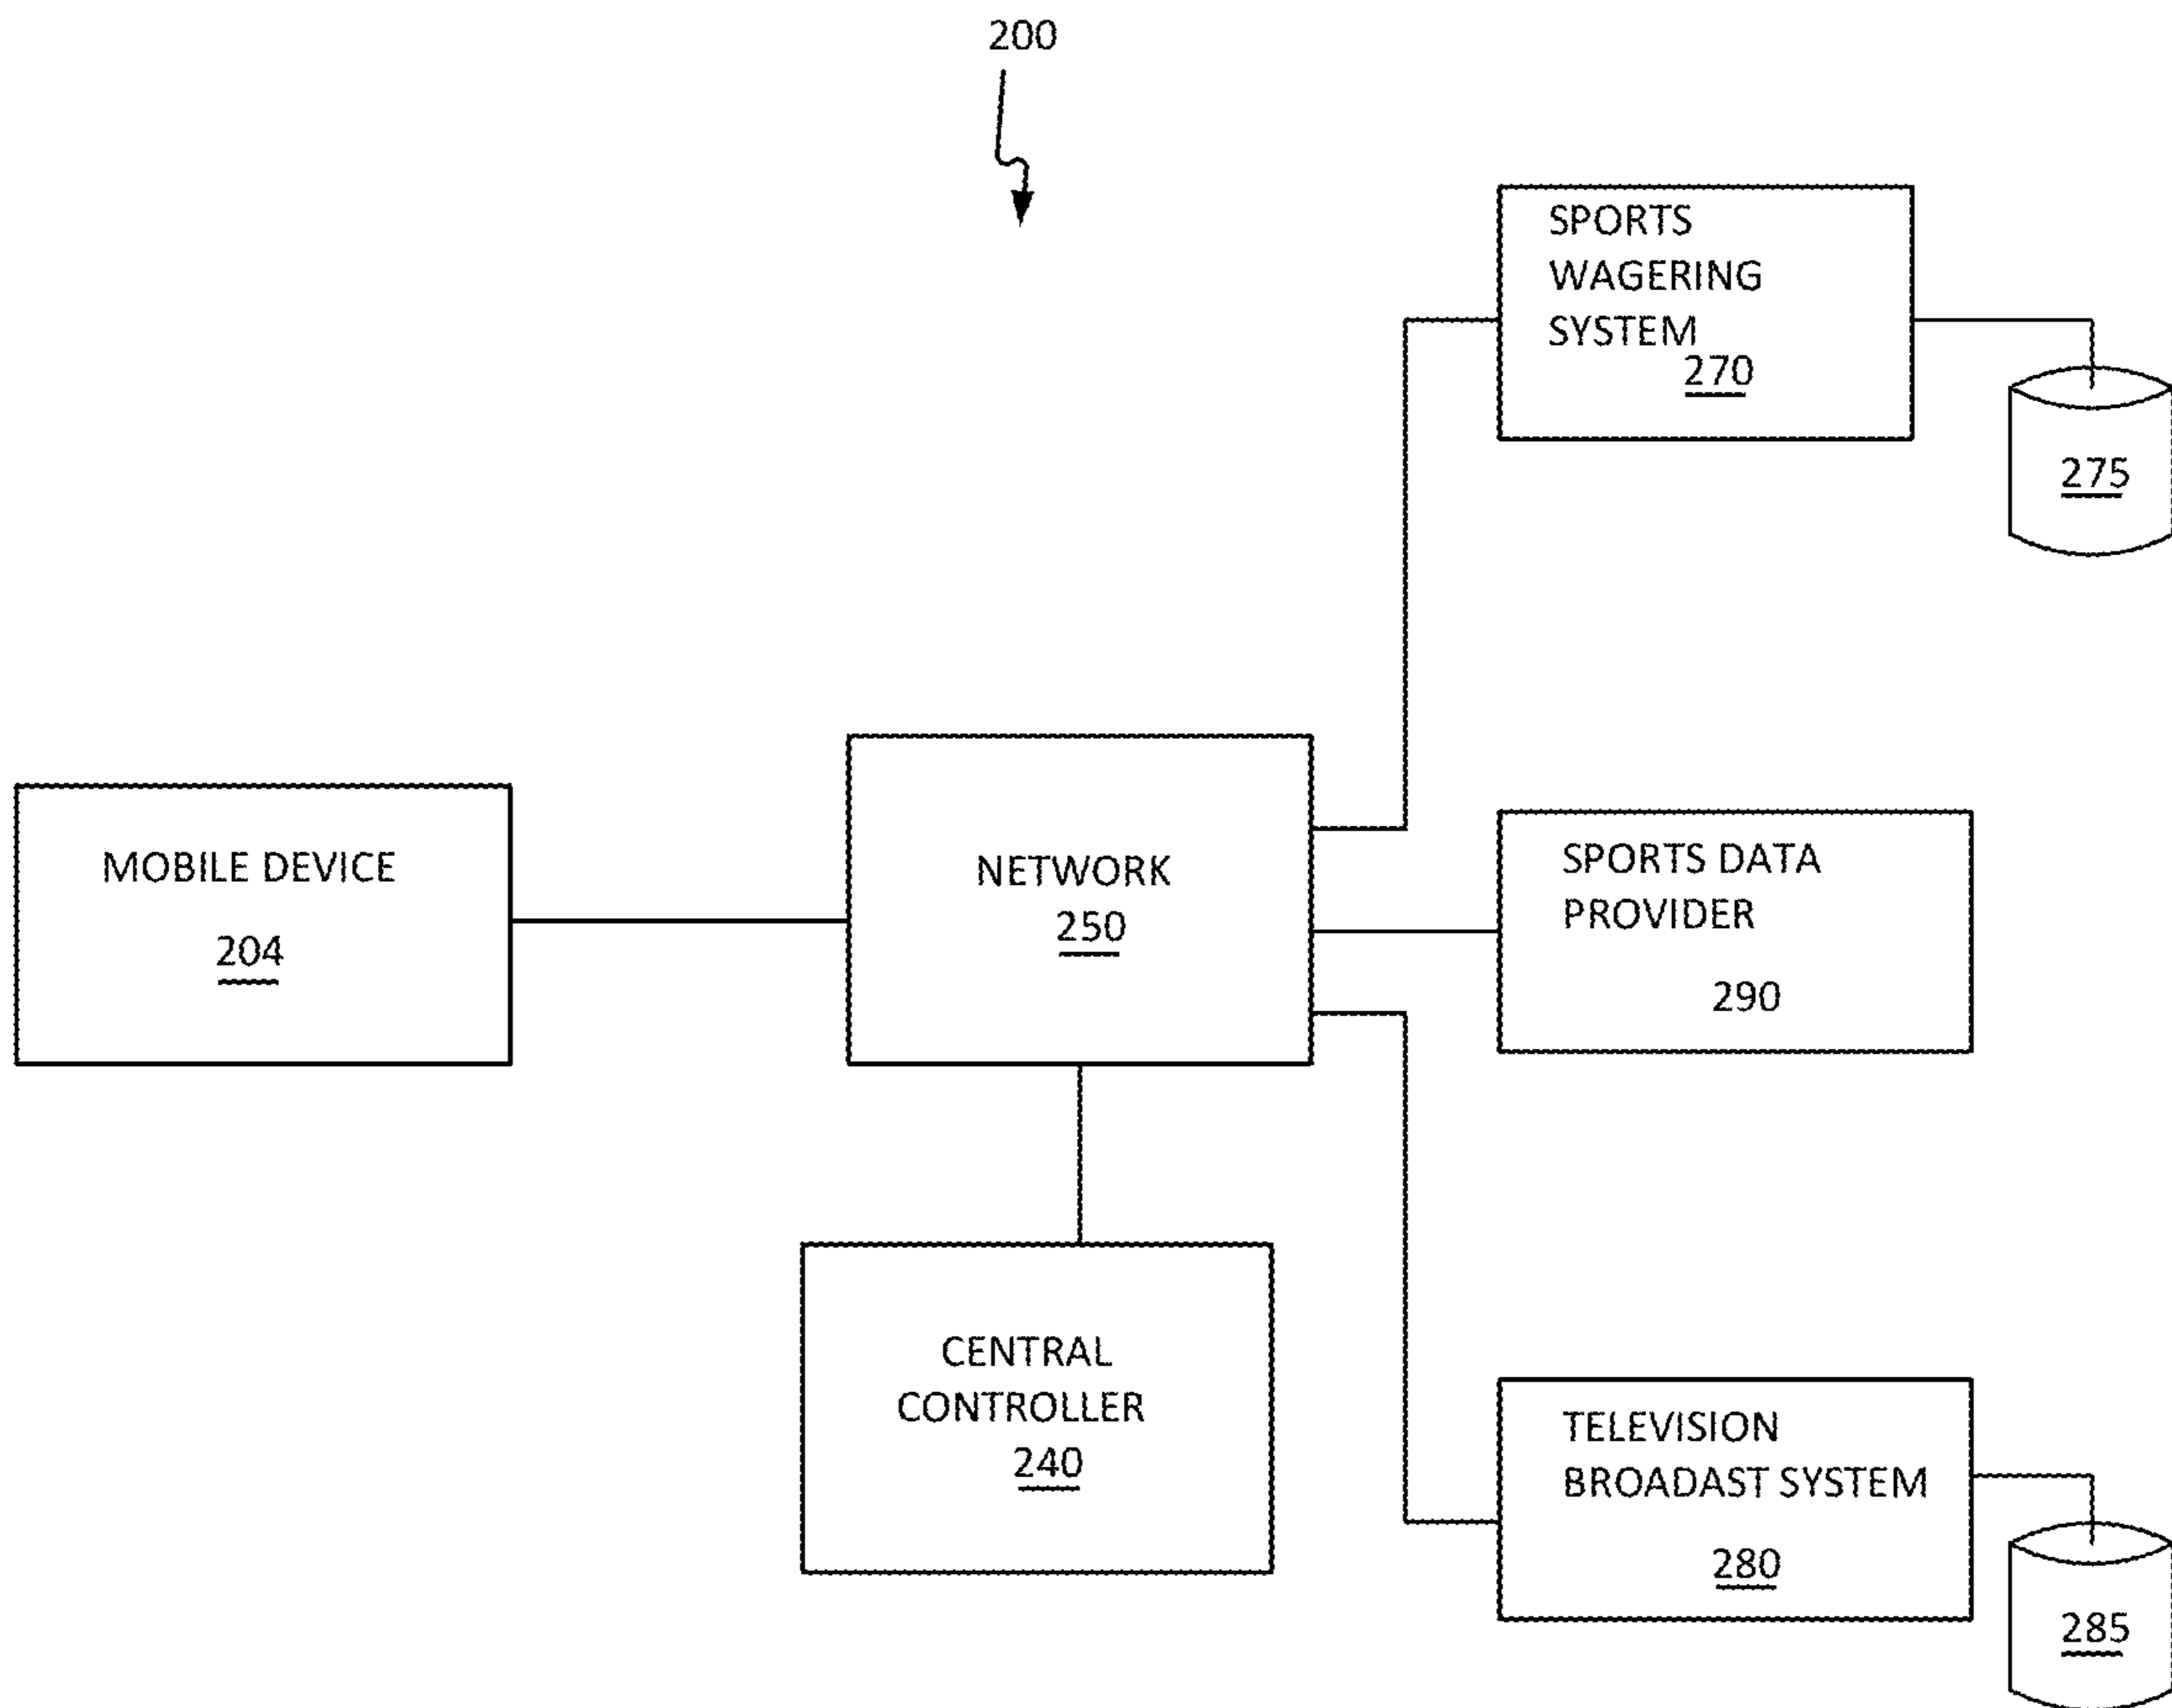 200
SPORTS
WAGERING
SYSTEM
270
275
MOBILE DEVICE
204
NETWORK
250
SPORTS DATA
PROVIDER
290
CENTRAL
CONTROLLER
240
TELEVISION
BROADAST SYSTEM
280
285